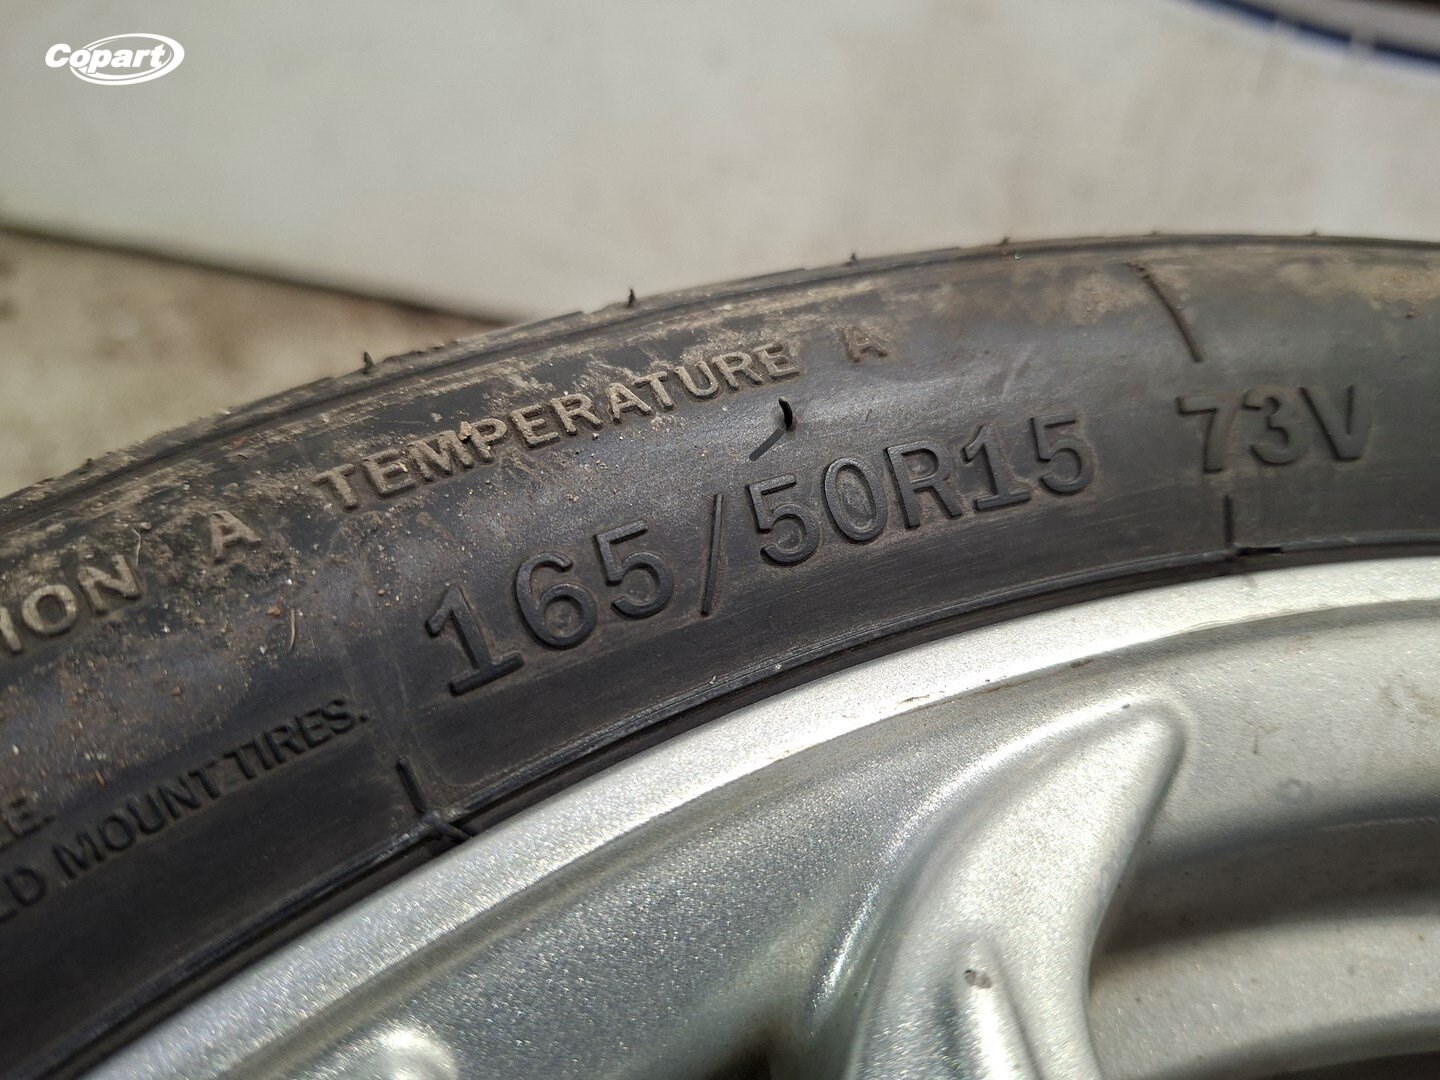 Copart
TEMPERATURE A
ION A
165/50R15 73V
MOUNT TIRES.